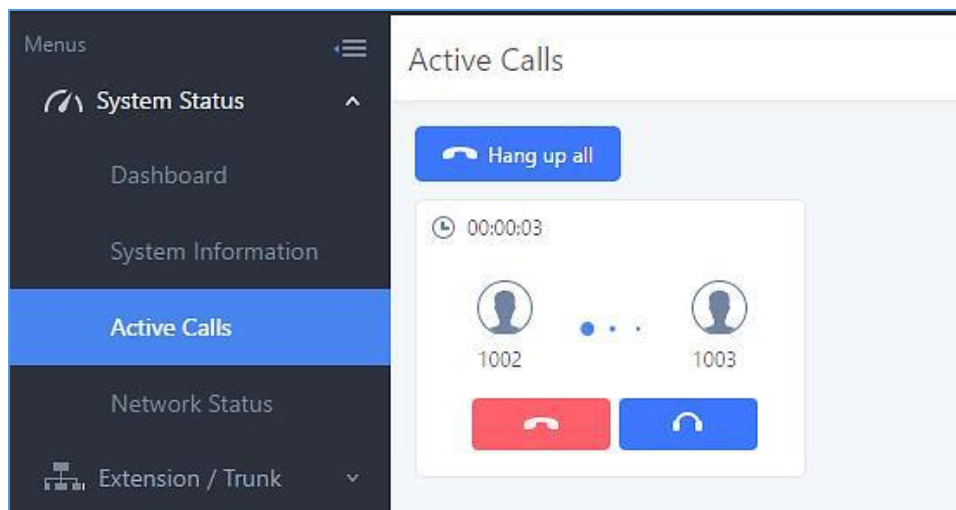 Menus
System Status
Dashboard
System Information
Active Calls
Network Status
Extension / Trunk
Active Calls
Hang up all
00:00:03
1002 1003